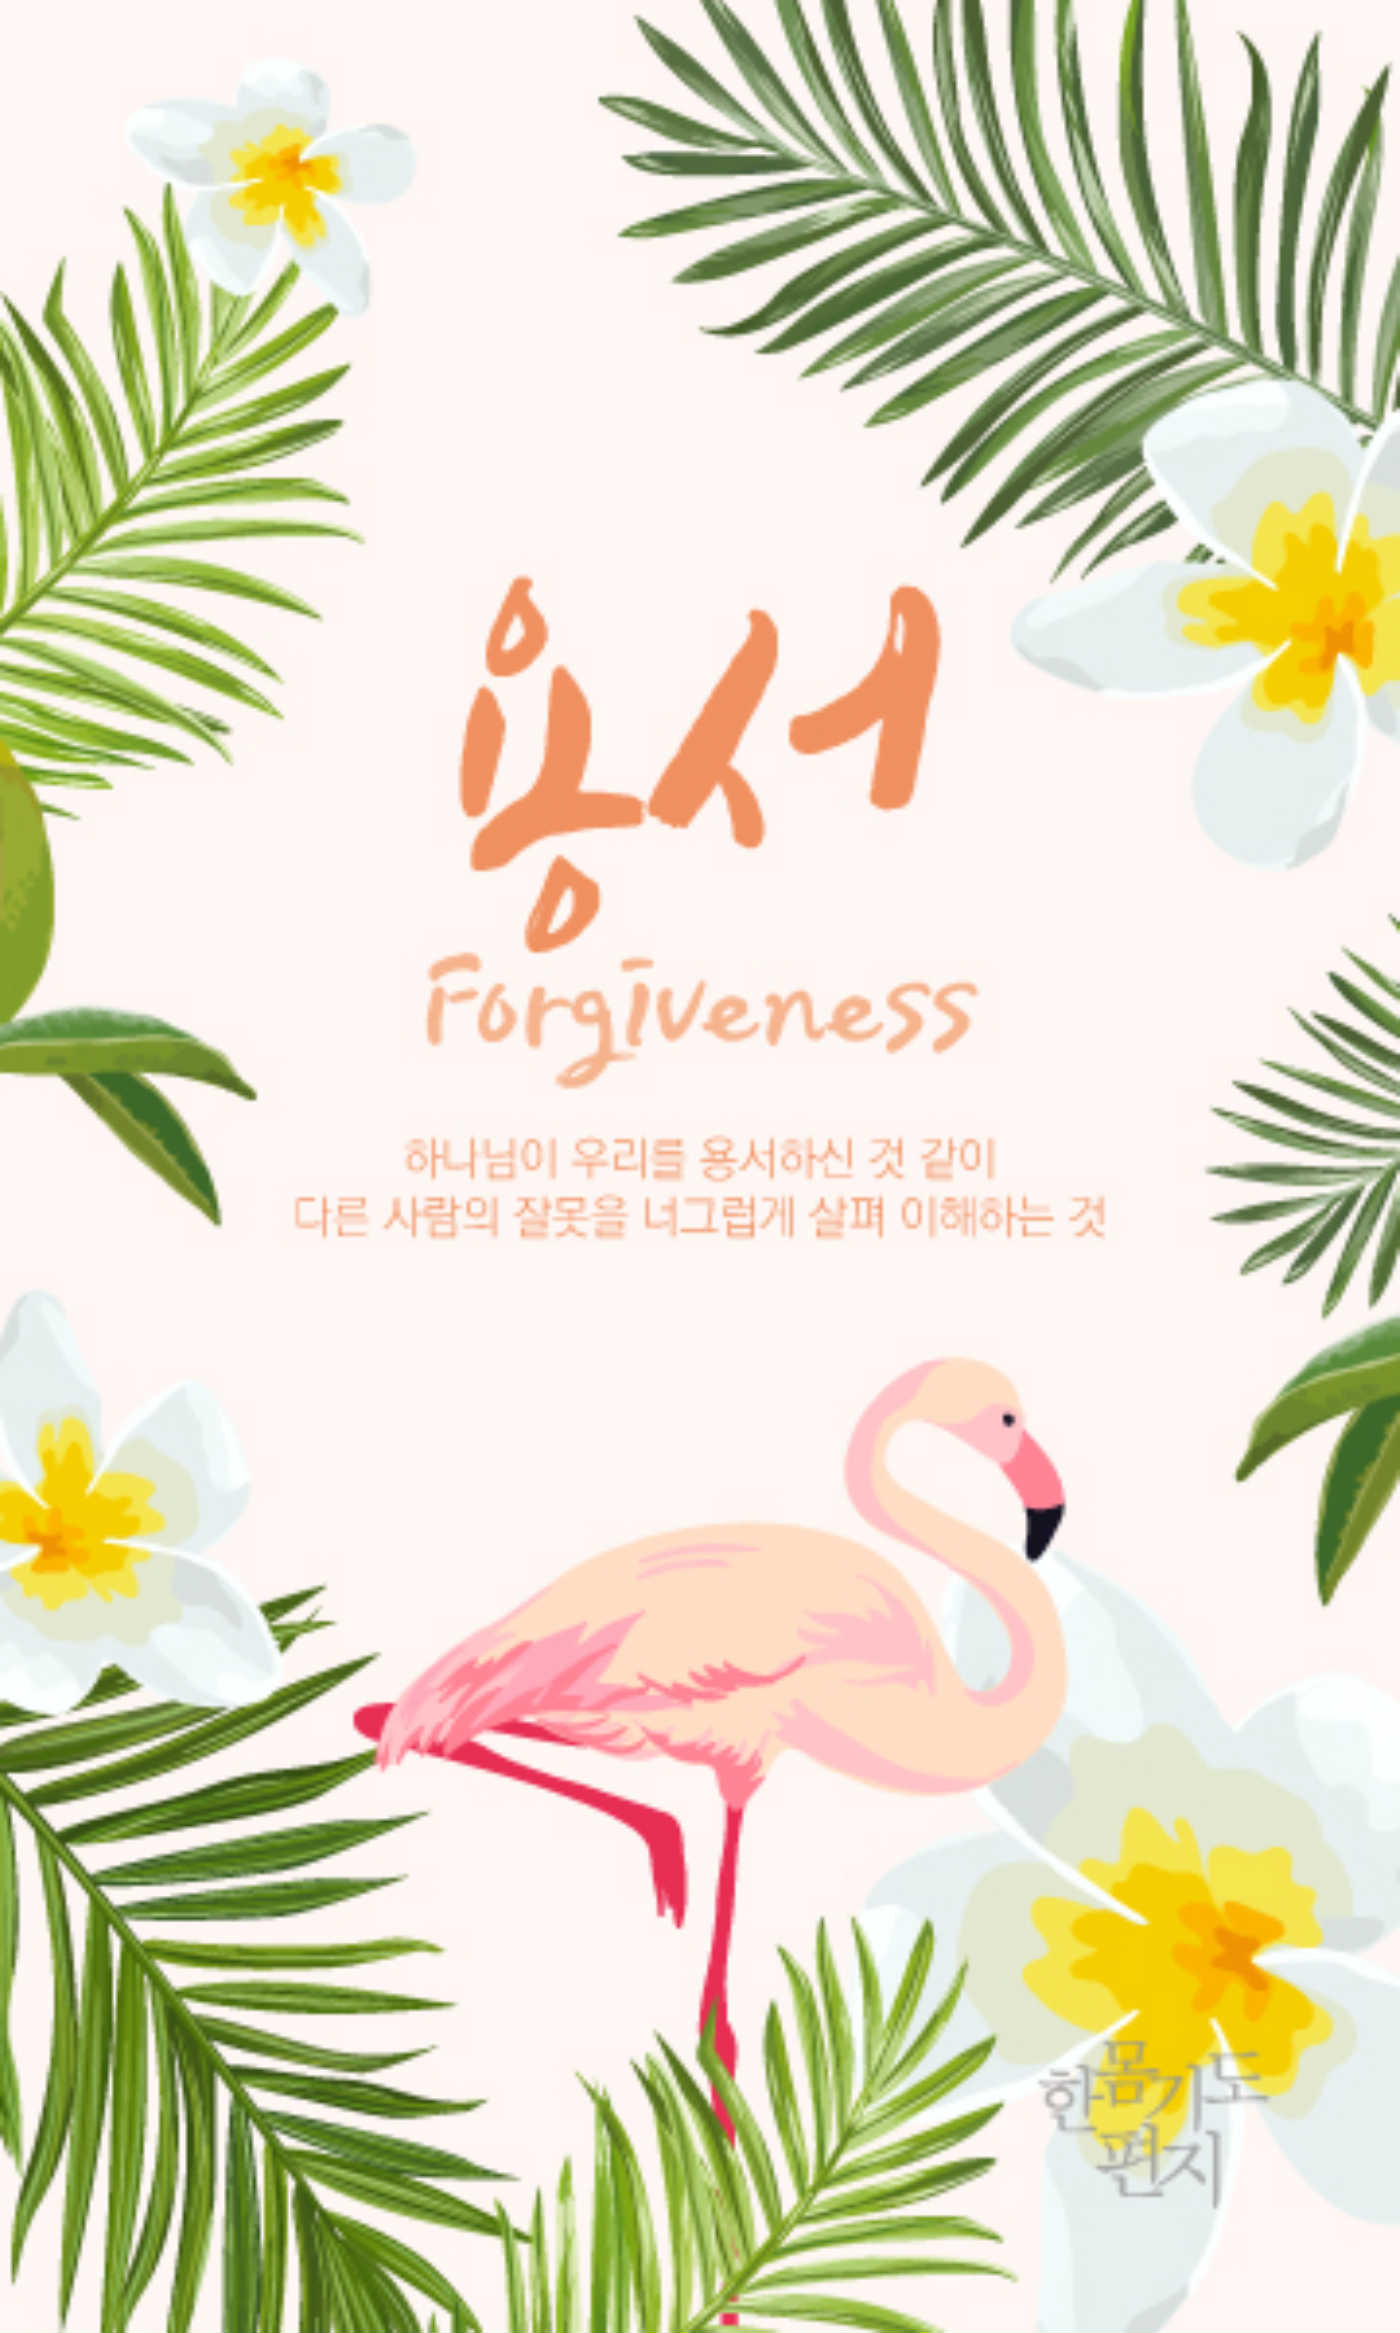 용서
Forgiveness
하나님이 우리를 용서하신 것 같이
다른 사람의 잘못을 너그럽게 살펴 이해하는 것
한몸기도
편지